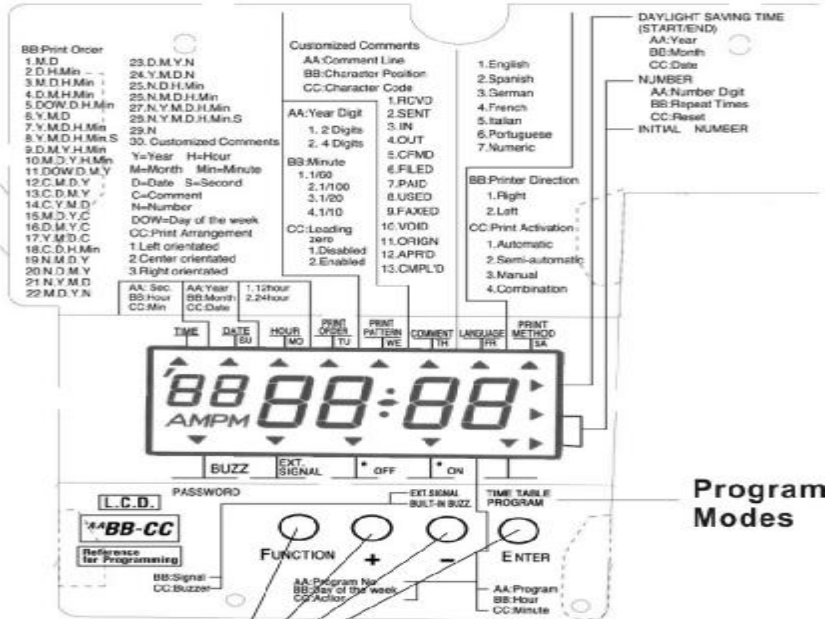 BB:Print Order
1.M.D
2.D.H.Min
3.M.D.H.Min
4.D.M.H.Min
5.DOW.D.H.Min
6.Y.M.D
7.Y.M.D.H.Min
8.Y.M.D.H.Min.S
9.D.M.Y.H.Min
10.M.D.Y.H.Min
11.DOW.D.M.Y
12.C.M.D.Y
13.C.D.M.Y
14.C.Y.M.D
15.M.D.Y.C
16.D.M.Y.C
17.Y.M.D.C
18.C.D.H.Min
19.N.M.D.Y
20.N.D.M.Y
21.N.Y.M.D
22.M.D.Y.N
23.D.M.Y.N
24.Y.M.D.N
25.N.D.H.Min
26.N.M.D.H.Min
27.N.Y.M.D.H.Min
28.N.Y.M.D.H.Min.S
29.N
30. Customized Comments
Y=Year H=Hour
M=Month Min=Minute
D=Date S=Second
C=Comment
N=Number
DOW=Day of the week
CC:Print Arrangement
1 Left orientated
2 Center orientated
3.Right orientated
Customized Comments
AA:Comment Line
BB:Character Position
CC:Character Code
AA:Year Digit
1. 2 Digits
2. 4 Digits
BB:Minute
1.1/60
2.1/100
3.1/20
4.1/10
CC:Leading
zero
1.Disabled
2.Enabled
1.RCVD
2.SENT
3.IN
4.OUT
5.CFMD
6.FILED
7.PAID
8.USED
9.FAXED
10.VOID
11.ORIGN
12.APR'D
13.CMPL'D
1.English
2.Spanish
3.German
4.French
5.Italian
6.Portuguese
7.Numeric
BB:Printer Direction
1.Right
2.Left
CC:Print Activation
1.Automatic
2.Semi-automatic
3.Manual
4.Combination
DAYLIGHT SAVING TIME
(START/END)
AA:Year
BB:Month
CC:Date
NUMBER
AA:Number Digit
BB:Repeat Times
CC:Reset
INITIAL NUMBER
AA: Sec.
BB:Hour
CC:Min
AA:Year
BB:Month
CC:Date
1.12hour
2.24hour
TIME DATE HOUR PRINT ORDER PRINT PATTERN COMMENT LANGUAGE PRINT METHOD
SU MO TU WE TH FR SA
'88 88:88
AMPM
BUZZ EXT. SIGNAL OFF ON
PASSWORD
EXT.SIGNAL
BUILT-IN BUZZ.
TIME TABLE
PROGRAM
Program
Modes
L.C.D.
'AABB-CC
Reference
for Programming
FUNCTION + - ENTER
BB:Signal
CC:Buzzer
AA:Program No.
BB:Day of the week
CC:Action
AA:Program
BB:Hour
CC:Minute